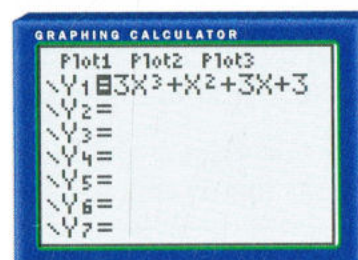 GRAPHING CALCULATOR
Plot1 Plot2 Plot3
\Y₁=3X³+X²+3X+3
\Y₂=
\Y₃=
\Y₄=
\Y₅=
\Y₆=
\Y₇=